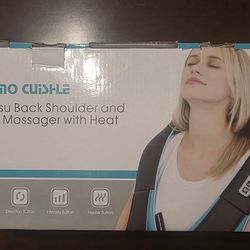 MO CUISHLE
su Back Shoulder and
Massager with Heat
Direction Button
Intensity Button
Heater Button